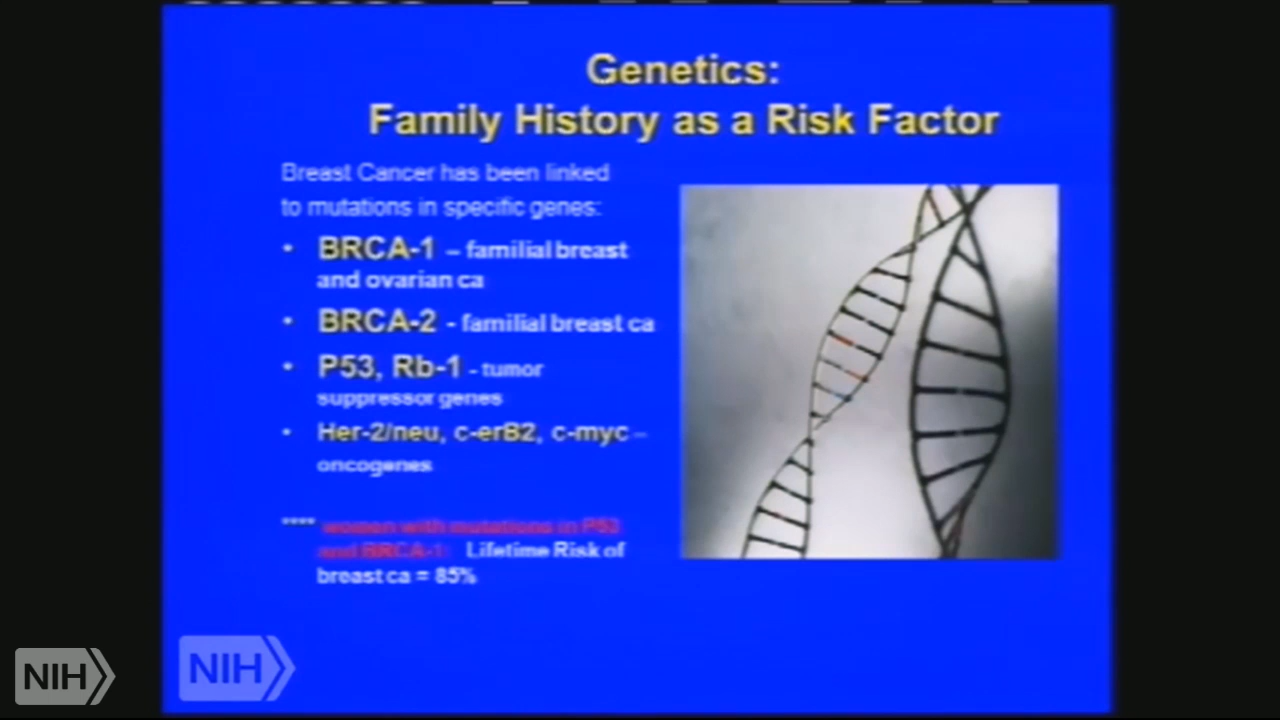 Genetics:
Family History as a Risk Factor
Breast Cancer has been linked
to mutations in specific genes:
• BRCA-1 – familial breast
and ovarian ca
• BRCA-2 - familial breast ca
• P53, Rb-1 - tumor
suppressor genes
• Her-2/neu, c-erB2, c-myc –
oncogenes
**** women with mutations in P53
and BRCA-1: Lifetime Risk of
breast ca = 85%
NIH
NIH